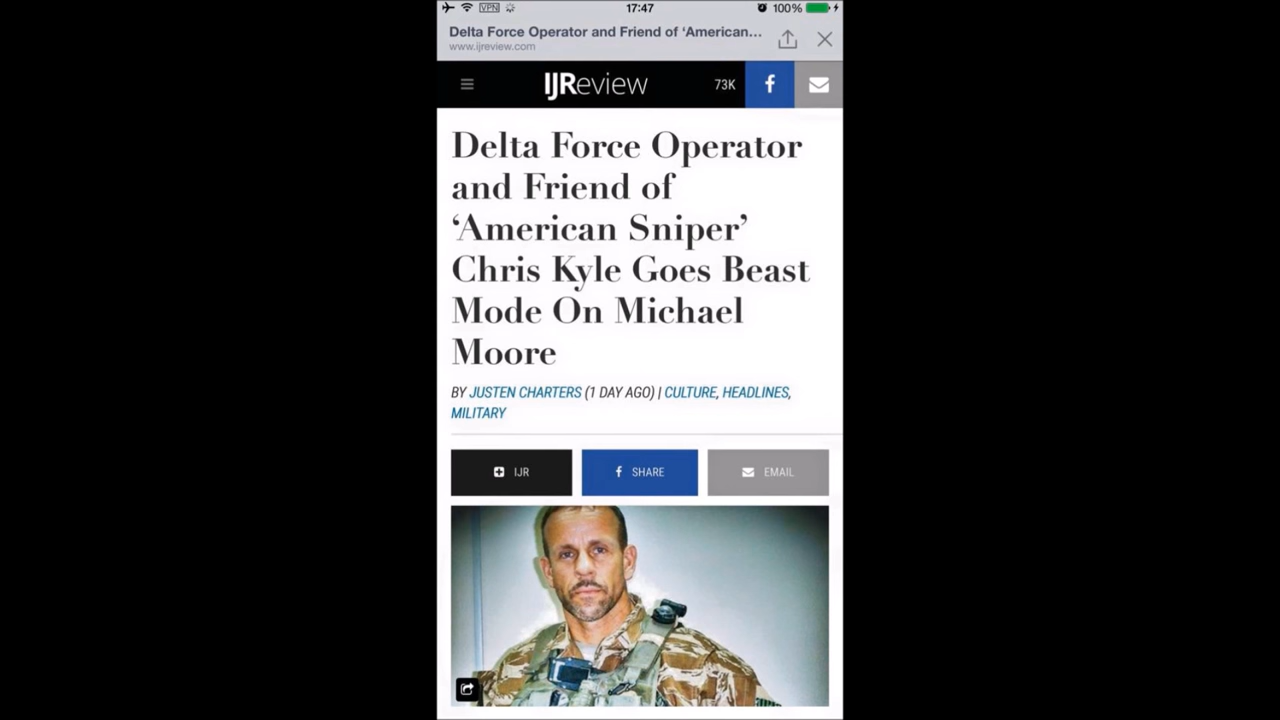 VPN 17:47 100%
Delta Force Operator and Friend of ‘American...
www.ijreview.com
IJReview 73K f
Delta Force Operator
and Friend of
‘American Sniper’
Chris Kyle Goes Beast
Mode On Michael
Moore
BY JUSTEN CHARTERS (1 DAY AGO) | CULTURE, HEADLINES,
MILITARY
IJR f SHARE EMAIL